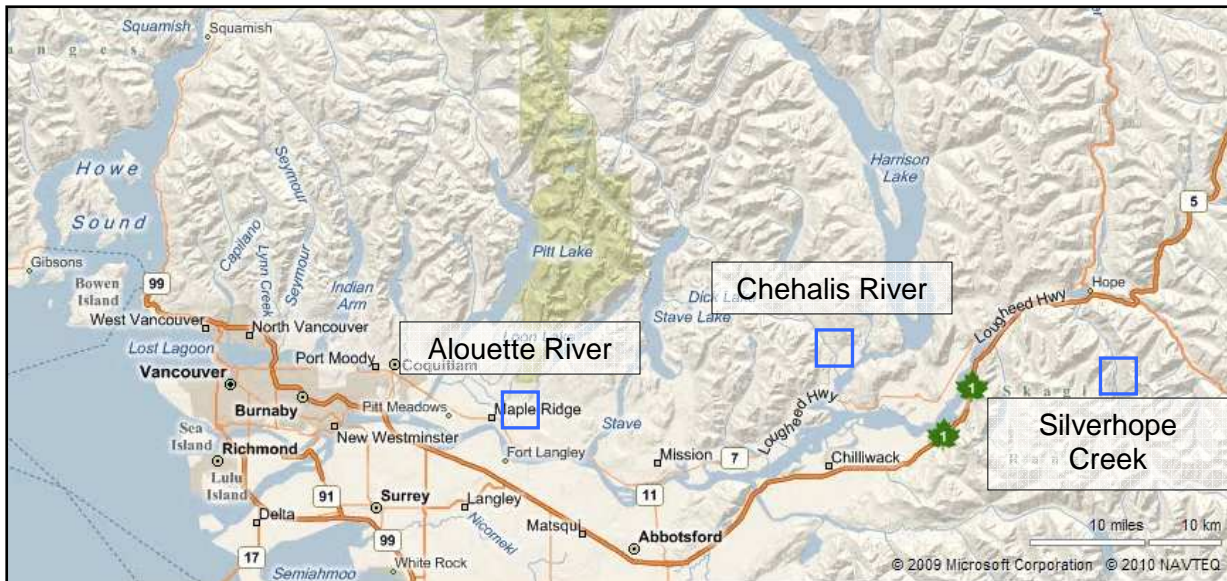 Squamish
Squamish
Howe
Sound
Gibsons
Bowen
Island
99
West Vancouver
Lost Lagoon
Vancouver
Capilano
Lynn Creek
Seymour
Seymour
Indian
Arm
North Vancouver
Port Moody
Coquitlam
Burnaby
Pitt Meadows
New Westminster
Sea
Island
Richmond
Lulu
Island
Delta
17
91
Surrey
99
White Rock
Semiahmoo
Nicomekl
Langley
Fort Langley
Maple Ridge
Alouette River
Pitt Lake
Loon Lake
Stave Lake
Stave
Matsqui
Mission
11
7
Abbotsford
Lougheed Hwy
Chehalis River
Harrison
Lake
Chilliwack
1
1
Lougheed Hwy
Hope
5
Silverhope
Creek
10 miles
10 km
© 2009 Microsoft Corporation © 2010 NAVTEQ